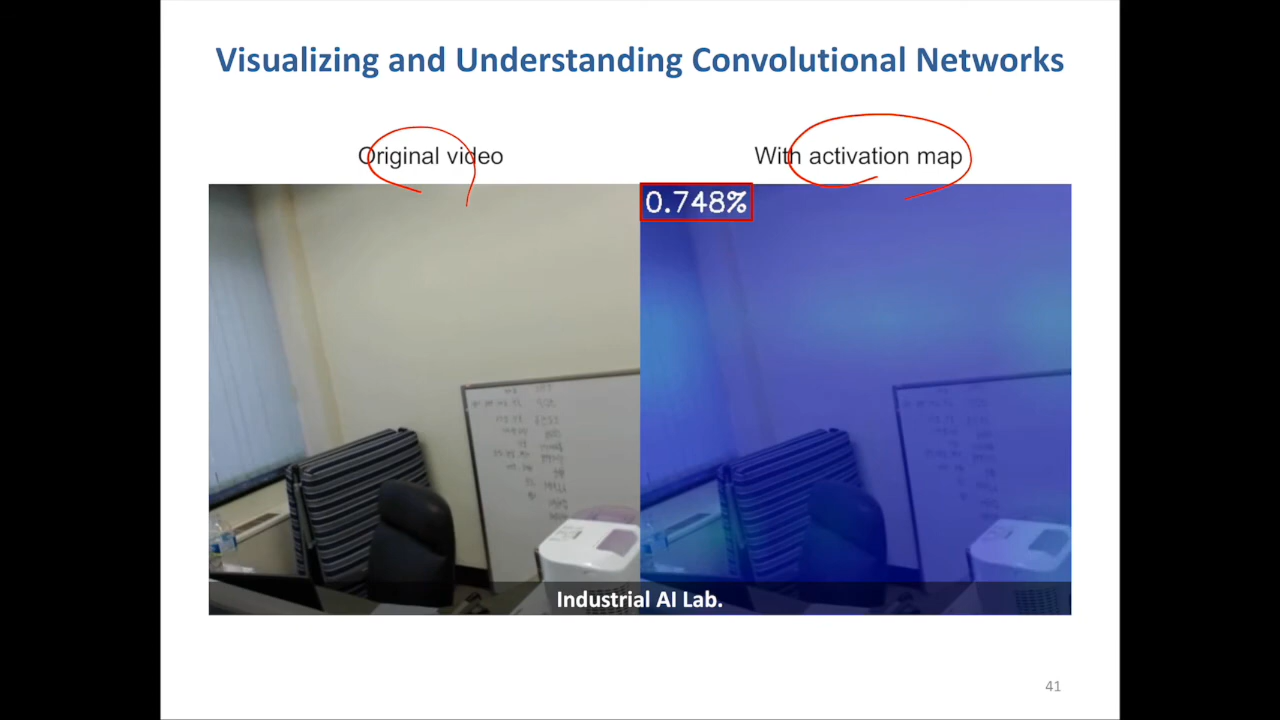 Visualizing and Understanding Convolutional Networks
Original video
With activation map
0.748%
Industrial AI Lab.
41